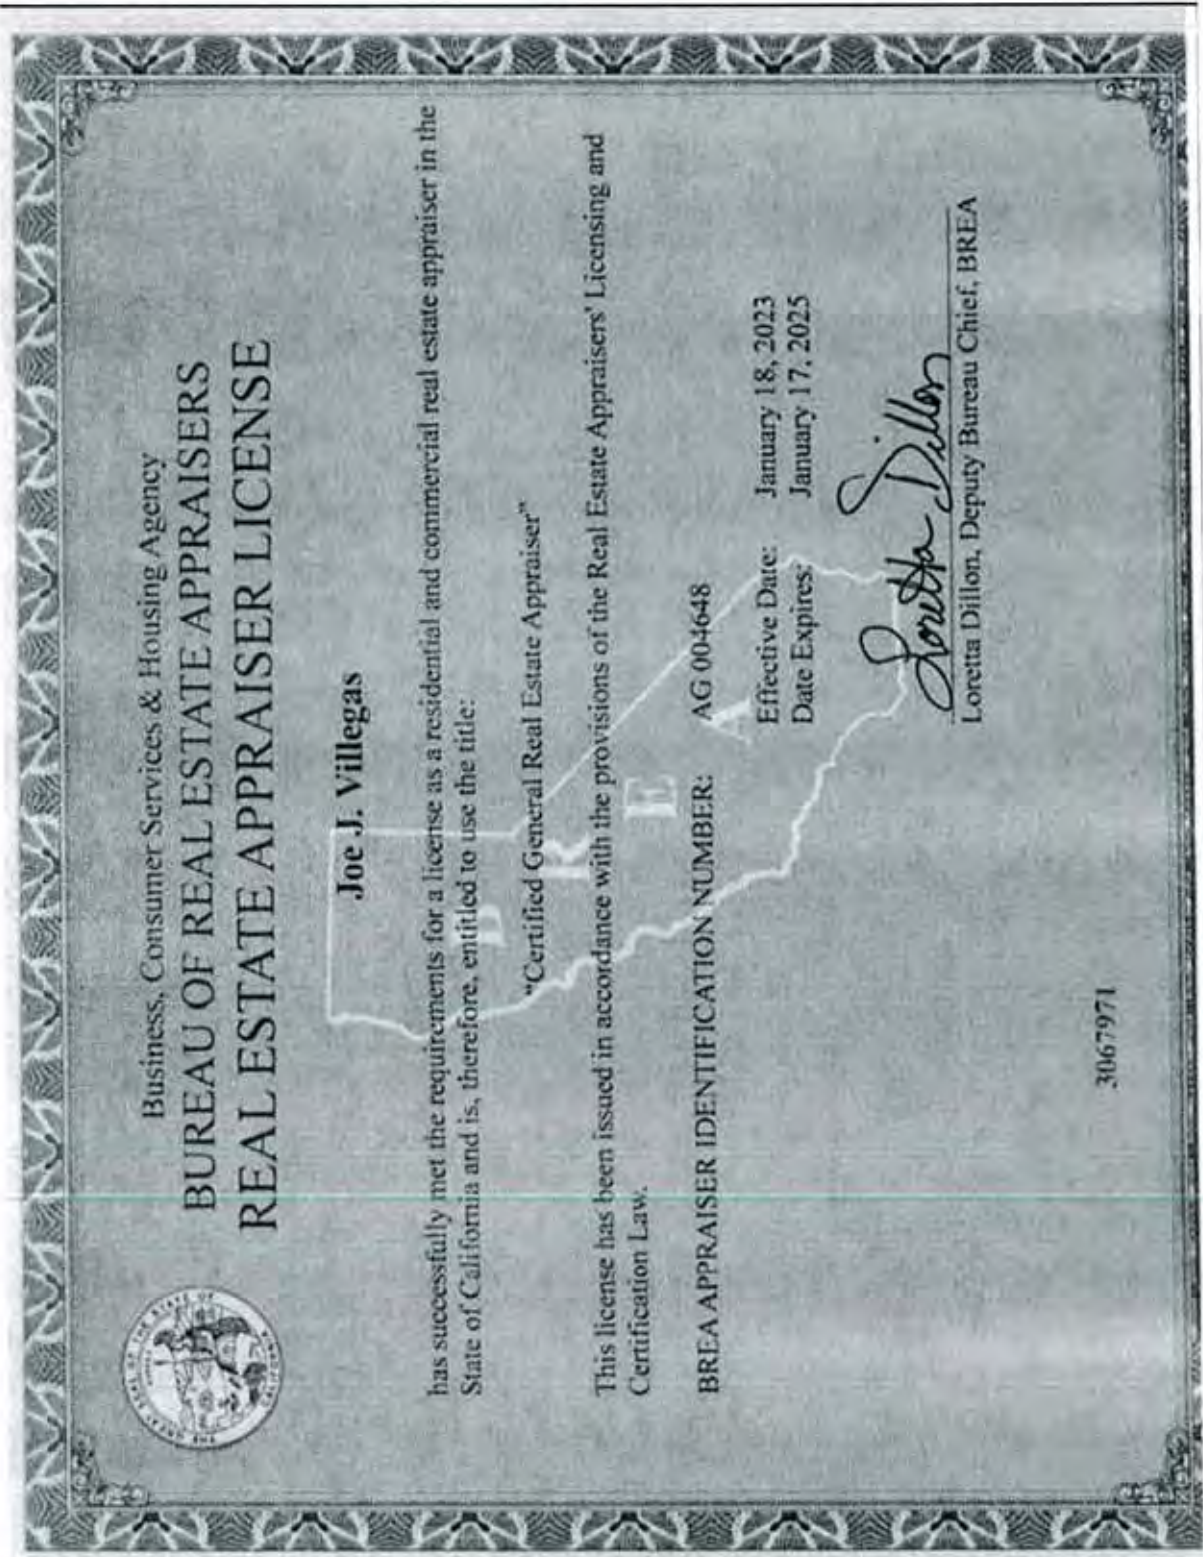 Business, Consumer Services & Housing Agency
BUREAU OF REAL ESTATE APPRAISERS
REAL ESTATE APPRAISER LICENSE
Joe J. Villegas
has successfully met the requirements for a license as a residential and commercial real estate appraiser in the
State of California and is, therefore, entitled to use the title:
"Certified General Real Estate Appraiser"
This license has been issued in accordance with the provisions of the Real Estate Appraisers' Licensing and
Certification Law.
BREA APPRAISER IDENTIFICATION NUMBER: AG 004648
Effective Date: January 18, 2023
Date Expires: January 17, 2025
Loretta Dillon
Loretta Dillon, Deputy Bureau Chief, BREA
3067971
B R E A